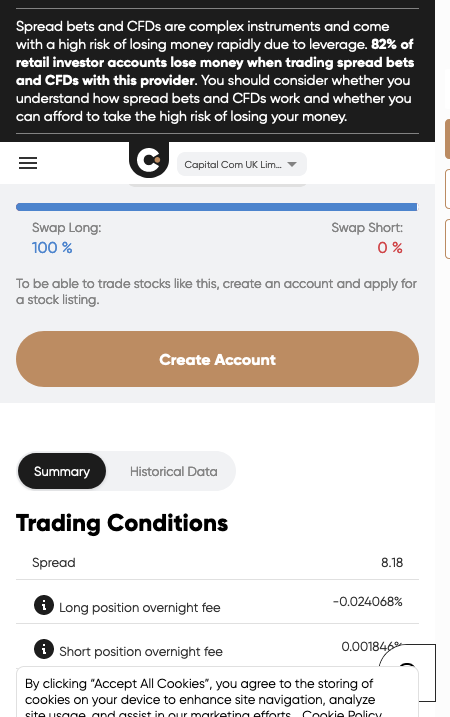 Spread bets and CFDs are complex instruments and come
with a high risk of losing money rapidly due to leverage. 82% of
retail investor accounts lose money when trading spread bets
and CFDs with this provider. You should consider whether you
understand how spread bets and CFDs work and whether you
can afford to take the high risk of losing your money.
Capital Com UK Lim...
Swap Long:
Swap Short:
100 %
0 %
To be able to trade stocks like this, create an account and apply for
a stock listing.
Create Account
Summary
Historical Data
Trading Conditions
Spread
8.18
Long position overnight fee
-0.024068%
Short position overnight fee
0.001846%
By clicking “Accept All Cookies”, you agree to the storing of
cookies on your device to enhance site navigation, analyze
site usage, and assist in our marketing efforts. Cookie Policy